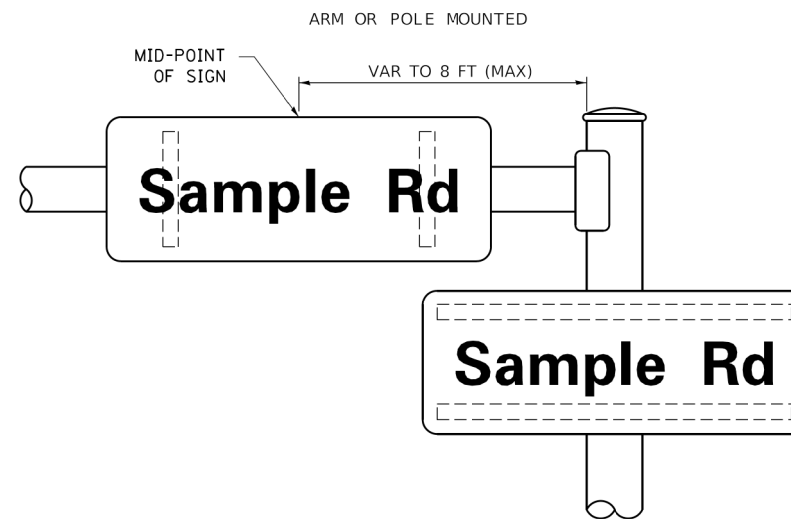 ARM OR POLE MOUNTED
MID-POINT
OF SIGN
VAR TO 8 FT (MAX)
Sample Rd
Sample Rd